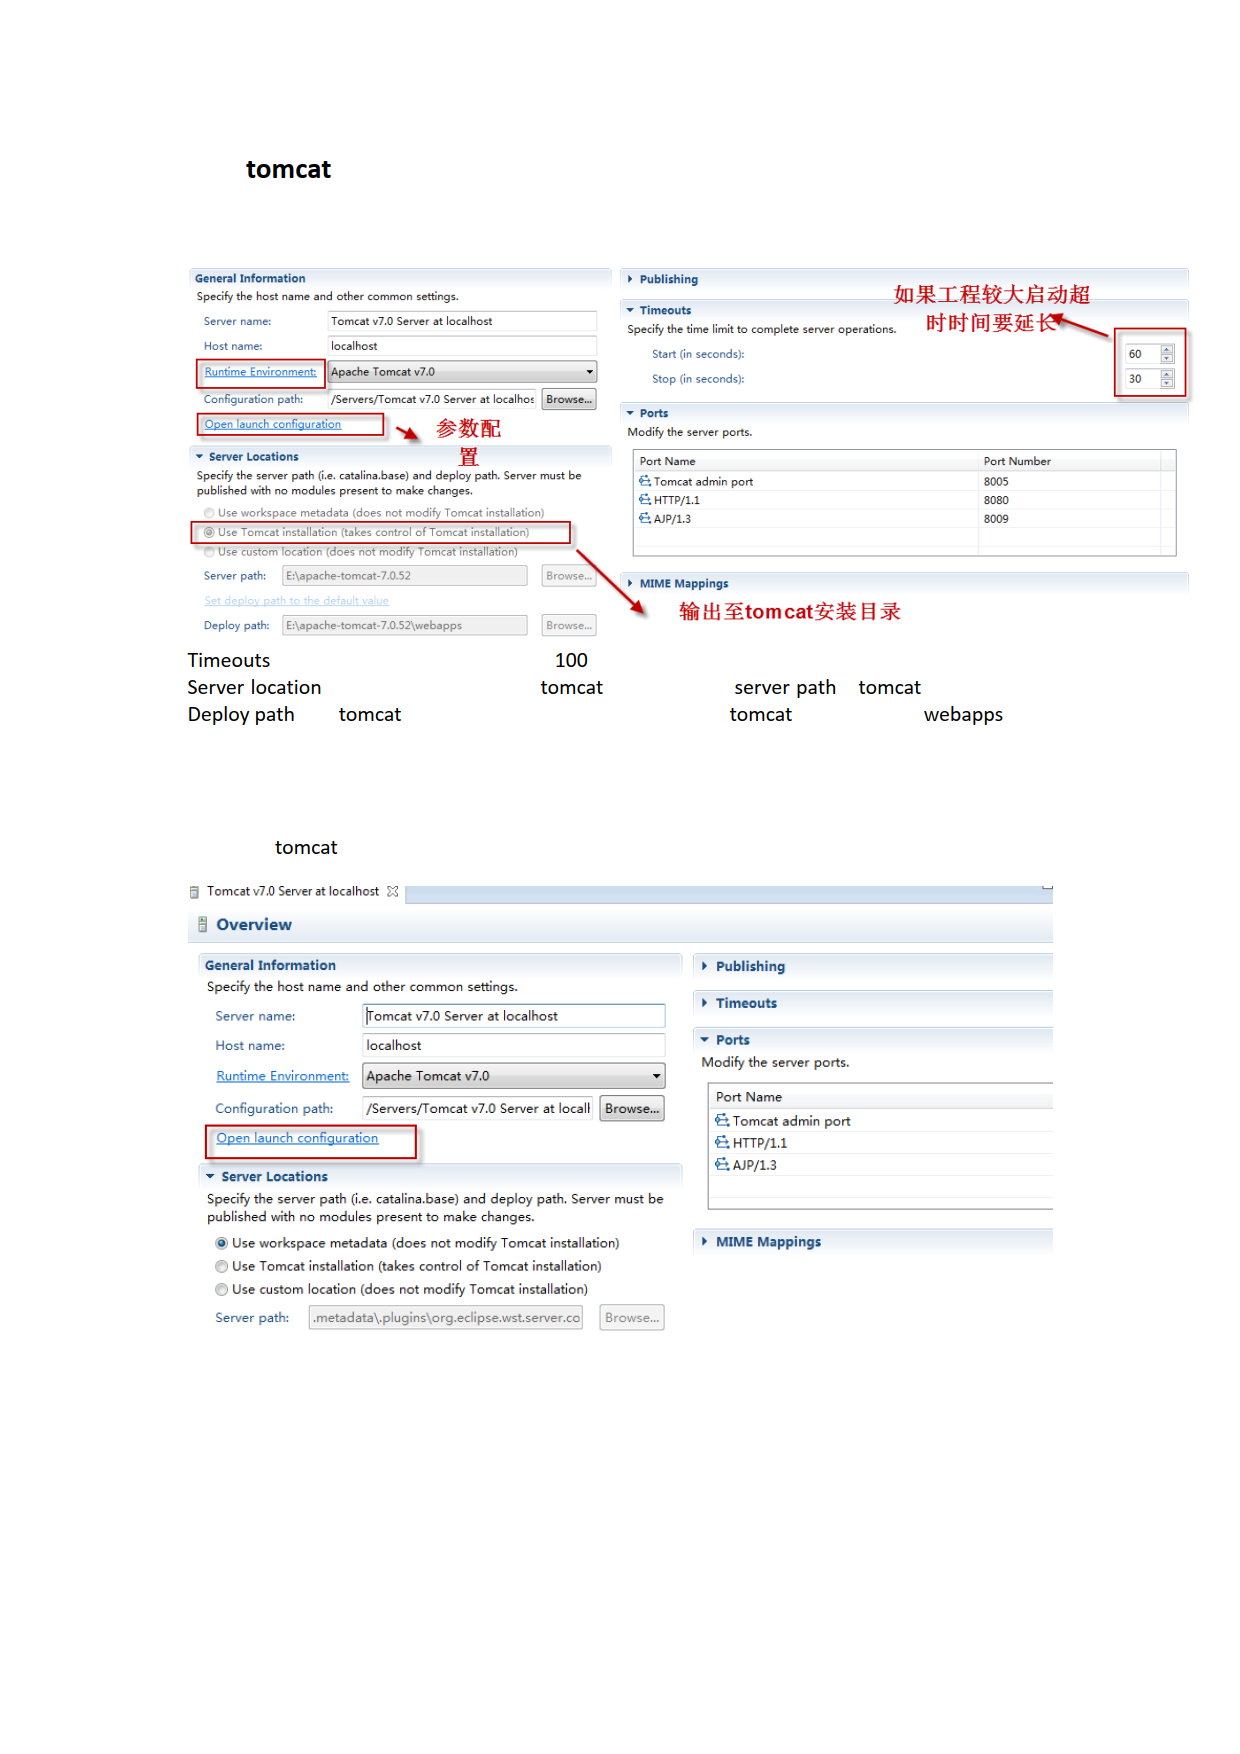 tomcat
General Information
Specify the host name and other common settings.
Server name: Tomcat v7.0 Server at localhost
Host name: localhost
Runtime Environment: Apache Tomcat v7.0
Configuration path: /Servers/Tomcat v7.0 Server at localhos Browse...
Open launch configuration
参数配
置
Server Locations
Specify the server path (i.e. catalina.base) and deploy path. Server must be
published with no modules present to make changes.
Use workspace metadata (does not modify Tomcat installation)
Use Tomcat installation (takes control of Tomcat installation)
Use custom location (does not modify Tomcat installation)
Server path: E:\apache-tomcat-7.0.52 Browse...
Set deploy path to the default value
Deploy path: E:\apache-tomcat-7.0.52\webapps Browse...
Publishing
如果工程较大启动超
时时间要延长
Timeouts
Specify the time limit to complete server operations.
Start (in seconds): 60
Stop (in seconds): 30
Ports
Modify the server ports.
Port Name Port Number
Tomcat admin port 8005
HTTP/1.1 8080
AJP/1.3 8009
MIME Mappings
输出至tomcat安装目录
Timeouts 100
Server location tomcat server path tomcat
Deploy path tomcat tomcat webapps
tomcat
Tomcat v7.0 Server at localhost
Overview
General Information
Specify the host name and other common settings.
Server name: Tomcat v7.0 Server at localhost
Host name: localhost
Runtime Environment: Apache Tomcat v7.0
Configuration path: /Servers/Tomcat v7.0 Server at locall Browse...
Open launch configuration
Server Locations
Specify the server path (i.e. catalina.base) and deploy path. Server must be
published with no modules present to make changes.
Use workspace metadata (does not modify Tomcat installation)
Use Tomcat installation (takes control of Tomcat installation)
Use custom location (does not modify Tomcat installation)
Server path: .metadata\.plugins\org.eclipse.wst.server.co Browse...
Publishing
Timeouts
Ports
Modify the server ports.
Port Name
Tomcat admin port
HTTP/1.1
AJP/1.3
MIME Mappings